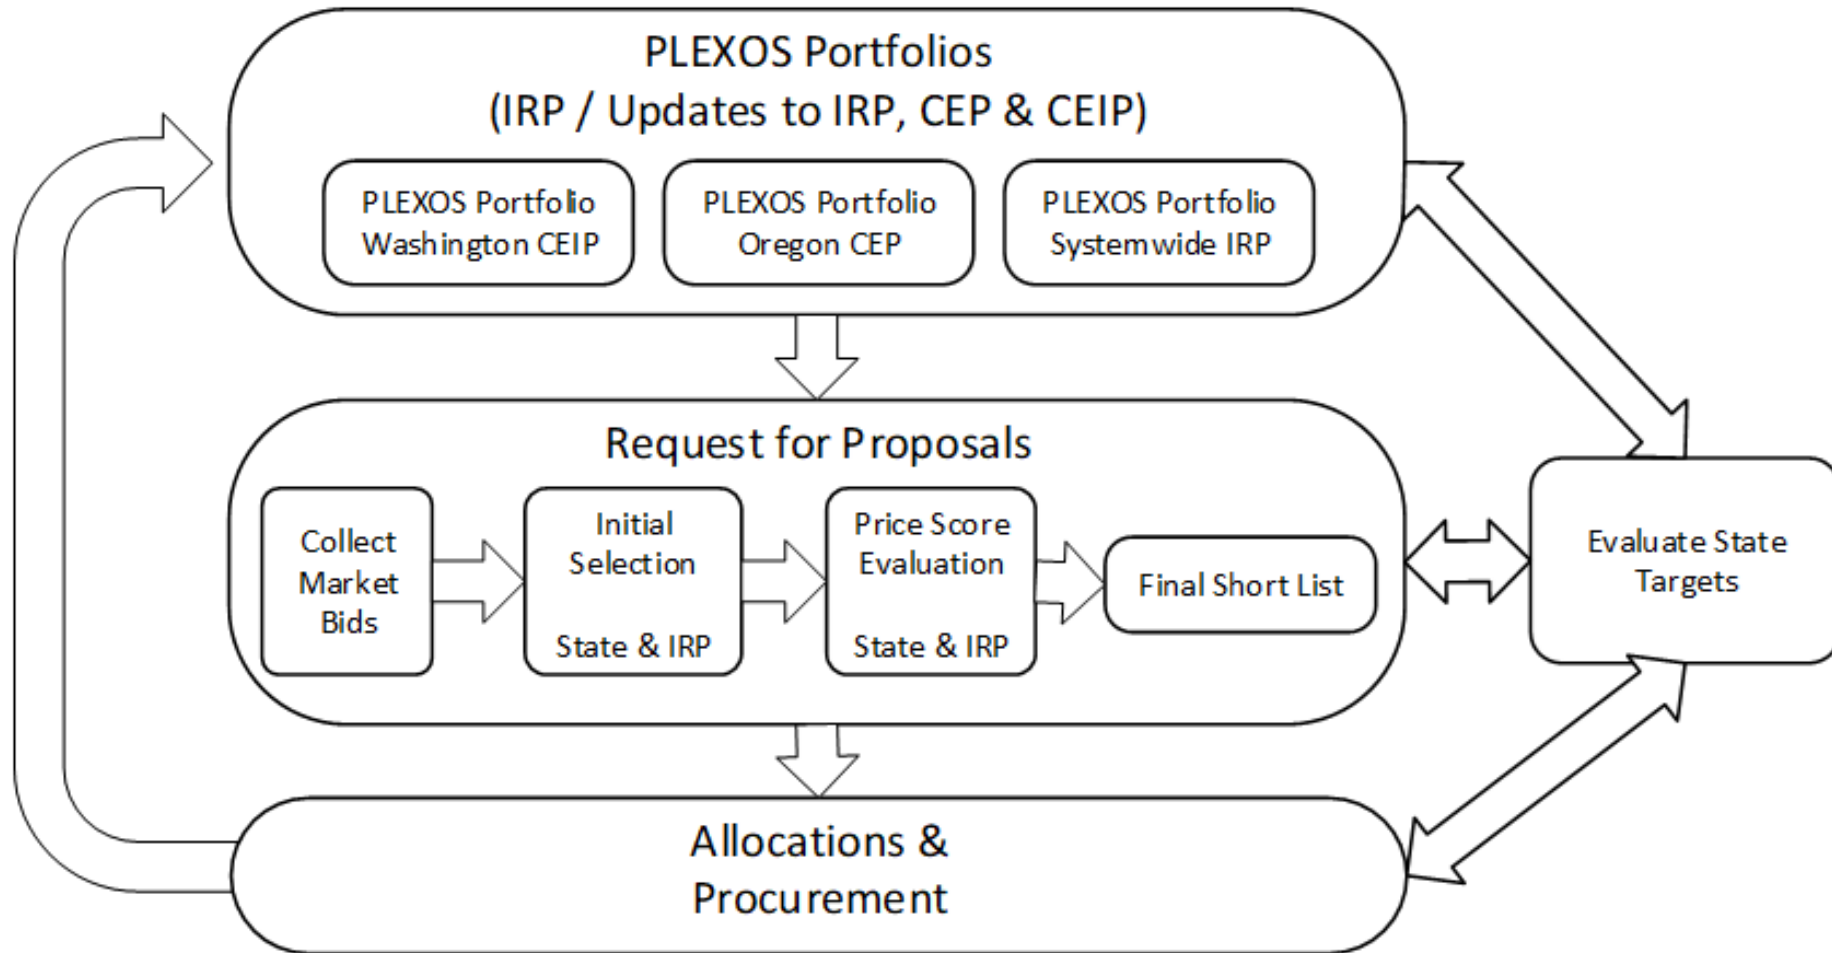 PLEXOS Portfolios
(IRP / Updates to IRP, CEP & CEIP)
PLEXOS Portfolio
Washington CEIP
PLEXOS Portfolio
Oregon CEP
PLEXOS Portfolio
Systemwide IRP
Request for Proposals
Collect
Market
Bids
Initial
Selection
State & IRP
Price Score
Evaluation
State & IRP
Final Short List
Evaluate State
Targets
Allocations &
Procurement